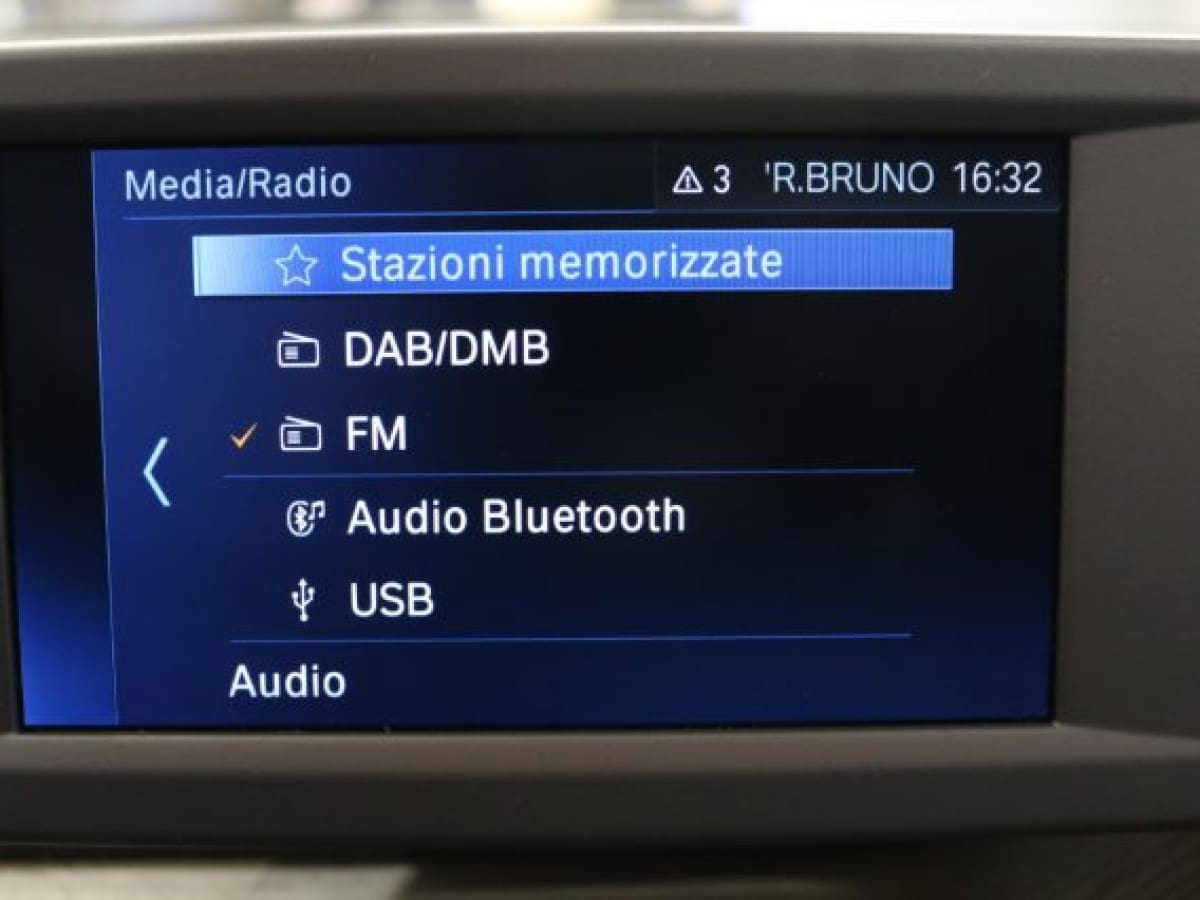 Media/Radio 3 'R.BRUNO 16:32
Stazioni memorizzate
DAB/DMB
FM
Audio Bluetooth
USB
Audio